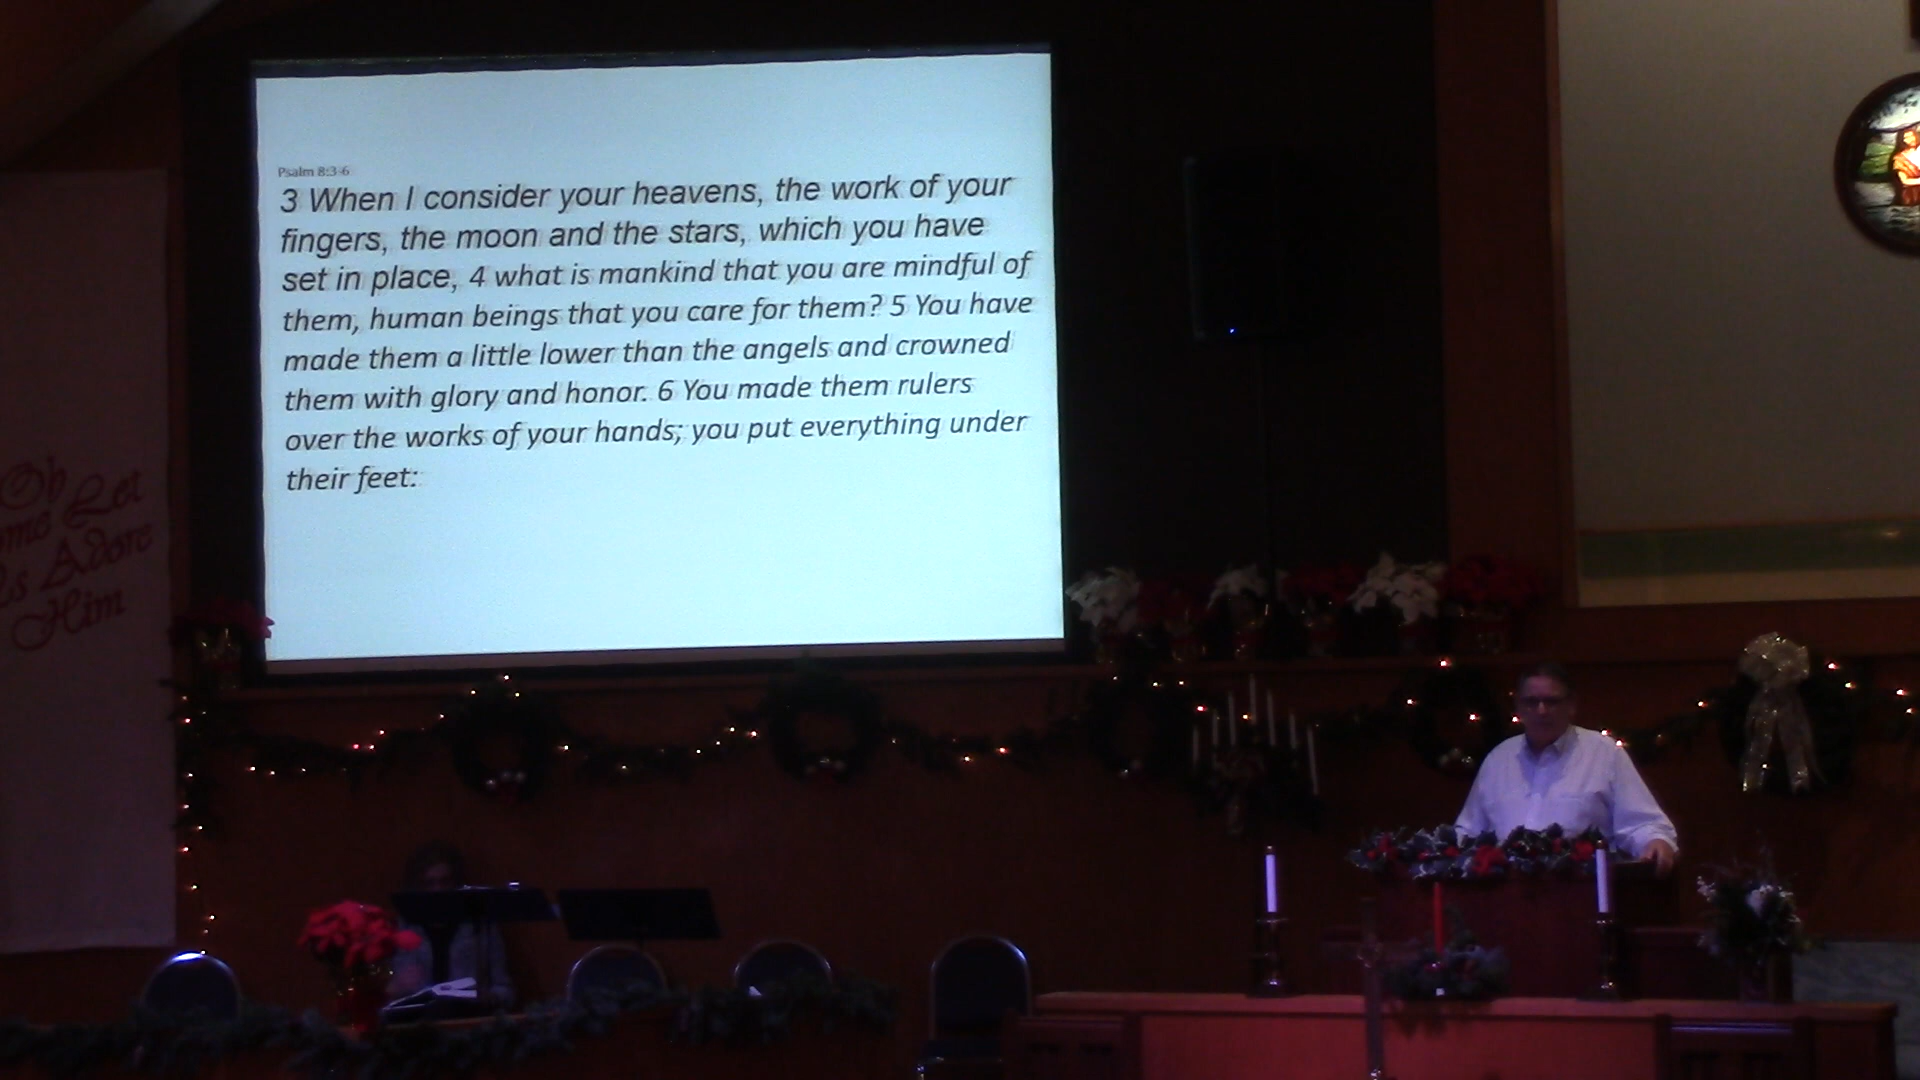 Psalm 8:3-6
3 When I consider your heavens, the work of your
fingers, the moon and the stars, which you have
set in place, 4 what is mankind that you are mindful of
them, human beings that you care for them? 5 You have
made them a little lower than the angels and crowned
them with glory and honor. 6 You made them rulers
over the works of your hands; you put everything under
their feet:
Oh
ome Let
Us Adore
Him